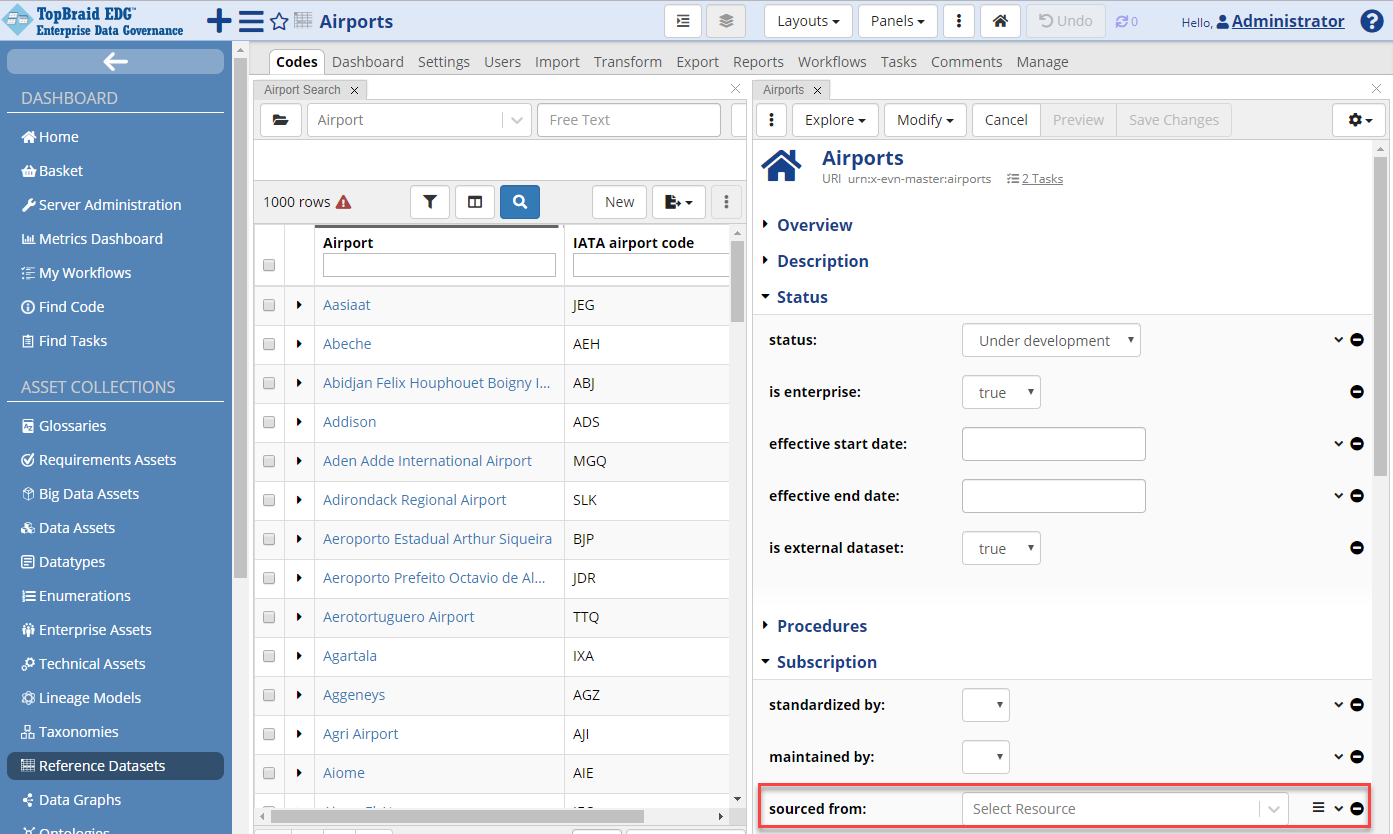 TopBraid EDG™
Enterprise Data Governance
Airports
Layouts
Panels
Undo
0
Hello, Administrator
DASHBOARD
Home
Basket
Server Administration
Metrics Dashboard
My Workflows
Find Code
Find Tasks
ASSET COLLECTIONS
Glossaries
Requirements Assets
Big Data Assets
Data Assets
Datatypes
Enumerations
Enterprise Assets
Technical Assets
Lineage Models
Taxonomies
Reference Datasets
Data Graphs
Ontologies
Codes Dashboard Settings Users Import Transform Export Reports Workflows Tasks Comments Manage
Airport Search
Airport
Free Text
1000 rows
New
Airport IATA airport code
Aasiaat JEG
Abeche AEH
Abidjan Felix Houphouet Boigny I... ABJ
Addison ADS
Aden Adde International Airport MGQ
Adirondack Regional Airport SLK
Aeroporto Estadual Arthur Siqueira BJP
Aeroporto Prefeito Octavio de Al... JDR
Aerotortuguero Airport TTQ
Agartala IXA
Aggeneys AGZ
Agri Airport AJI
Aiome AIE
Airports
Explore
Modify
Cancel
Preview
Save Changes
Airports
URI urn:x-evn-master:airports 2 Tasks
Overview
Description
Status
status: Under development
is enterprise: true
effective start date:
effective end date:
is external dataset: true
Procedures
Subscription
standardized by:
maintained by:
sourced from: Select Resource